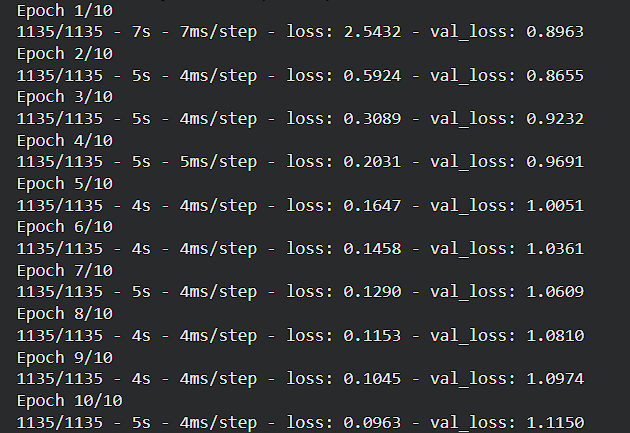 Epoch 1/10
1135/1135 - 7s - 7ms/step - loss: 2.5432 - val_loss: 0.8963
Epoch 2/10
1135/1135 - 5s - 4ms/step - loss: 0.5924 - val_loss: 0.8655
Epoch 3/10
1135/1135 - 5s - 4ms/step - loss: 0.3089 - val_loss: 0.9232
Epoch 4/10
1135/1135 - 5s - 5ms/step - loss: 0.2031 - val_loss: 0.9691
Epoch 5/10
1135/1135 - 4s - 4ms/step - loss: 0.1647 - val_loss: 1.0051
Epoch 6/10
1135/1135 - 4s - 4ms/step - loss: 0.1458 - val_loss: 1.0361
Epoch 7/10
1135/1135 - 5s - 4ms/step - loss: 0.1290 - val_loss: 1.0609
Epoch 8/10
1135/1135 - 4s - 4ms/step - loss: 0.1153 - val_loss: 1.0810
Epoch 9/10
1135/1135 - 4s - 4ms/step - loss: 0.1045 - val_loss: 1.0974
Epoch 10/10
1135/1135 - 5s - 4ms/step - loss: 0.0963 - val_loss: 1.1150